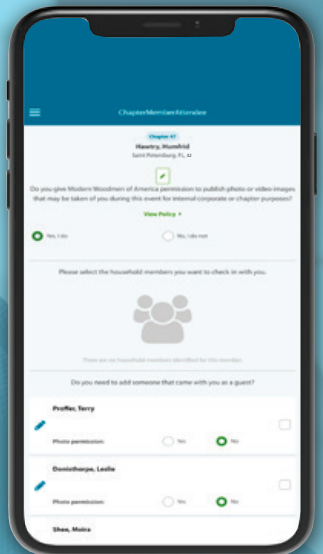 ChapterMemberAttendee
Chapter 47
Hawtry, Humfrid
Saint Petersburg, FL,
Do you give Modern Woodmen of America permission to publish photo or video images
that may be taken of you during this event for internal corporate or chapter purposes?
View Policy
Yes, I do
No, I do not
Please select the household members you want to check in with you.
There are no household members identified for this member.
Do you need to add someone that came with you as a guest?
Proffer, Terry
Photo permission:
Yes
No
Donisthorpe, Leslie
Photo permission:
Yes
No
Shee, Moira